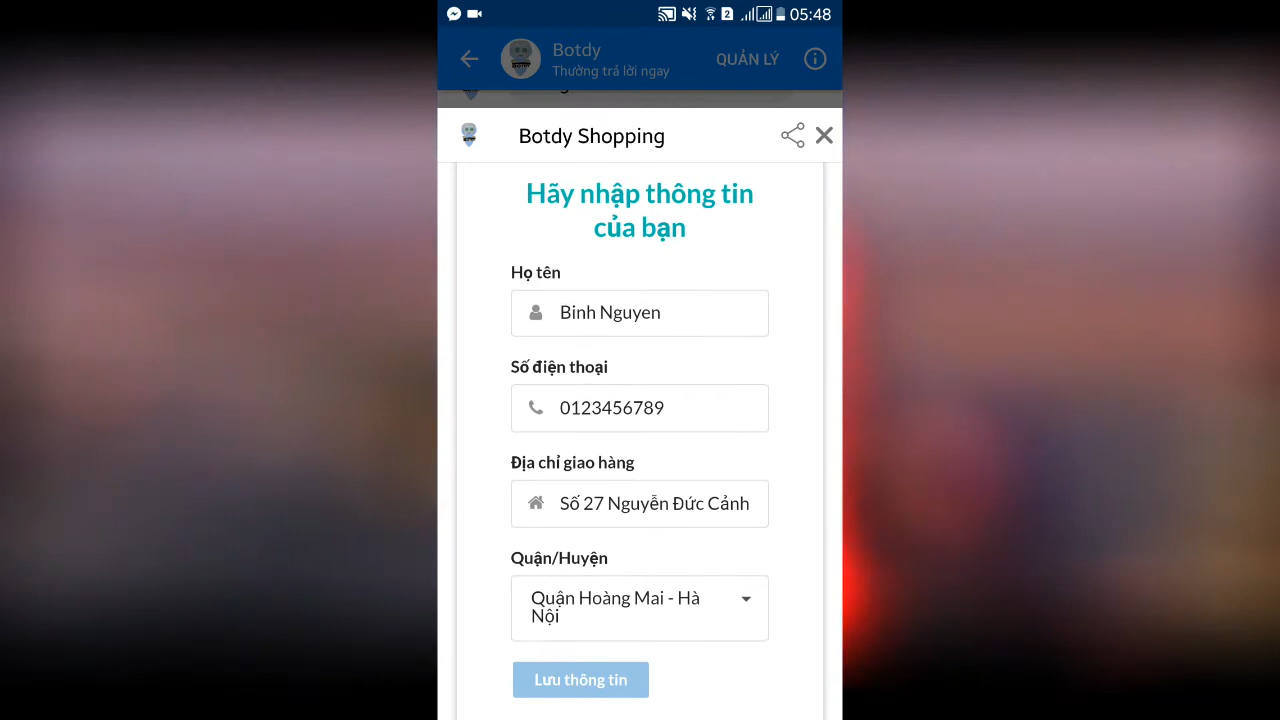 2
05:48
Botdy
Thường trả lời ngay
QUẢN LÝ
Botdy Shopping
Hãy nhập thông tin
của bạn
Họ tên
Binh Nguyen
Số điện thoại
0123456789
Địa chỉ giao hàng
Số 27 Nguyễn Đức Cảnh
Quận/Huyện
Quận Hoàng Mai - Hà
Nội
Lưu thông tin